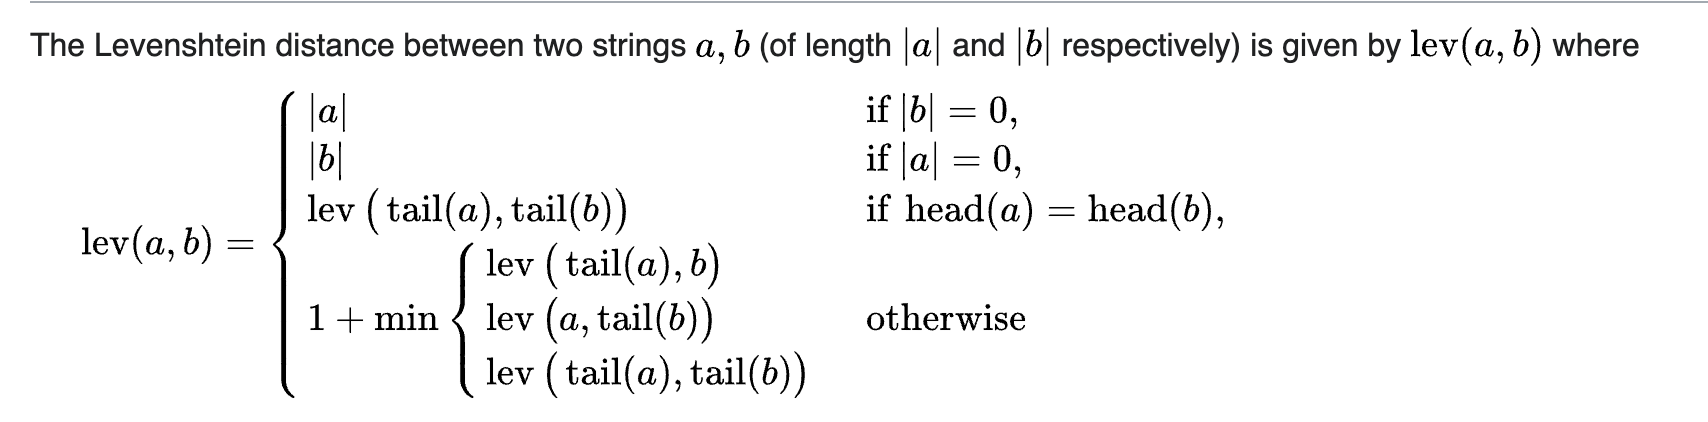 The Levenshtein distance between two strings a, b (of length |a| and |b| respectively) is given by lev(a, b) where
|a| if |b| = 0,
|b| if |a| = 0,
lev ( tail(a), tail(b)) if head(a) = head(b),
lev(a, b) =
lev ( tail(a), b)
1 + min { lev (a, tail(b)) otherwise
lev ( tail(a), tail(b))